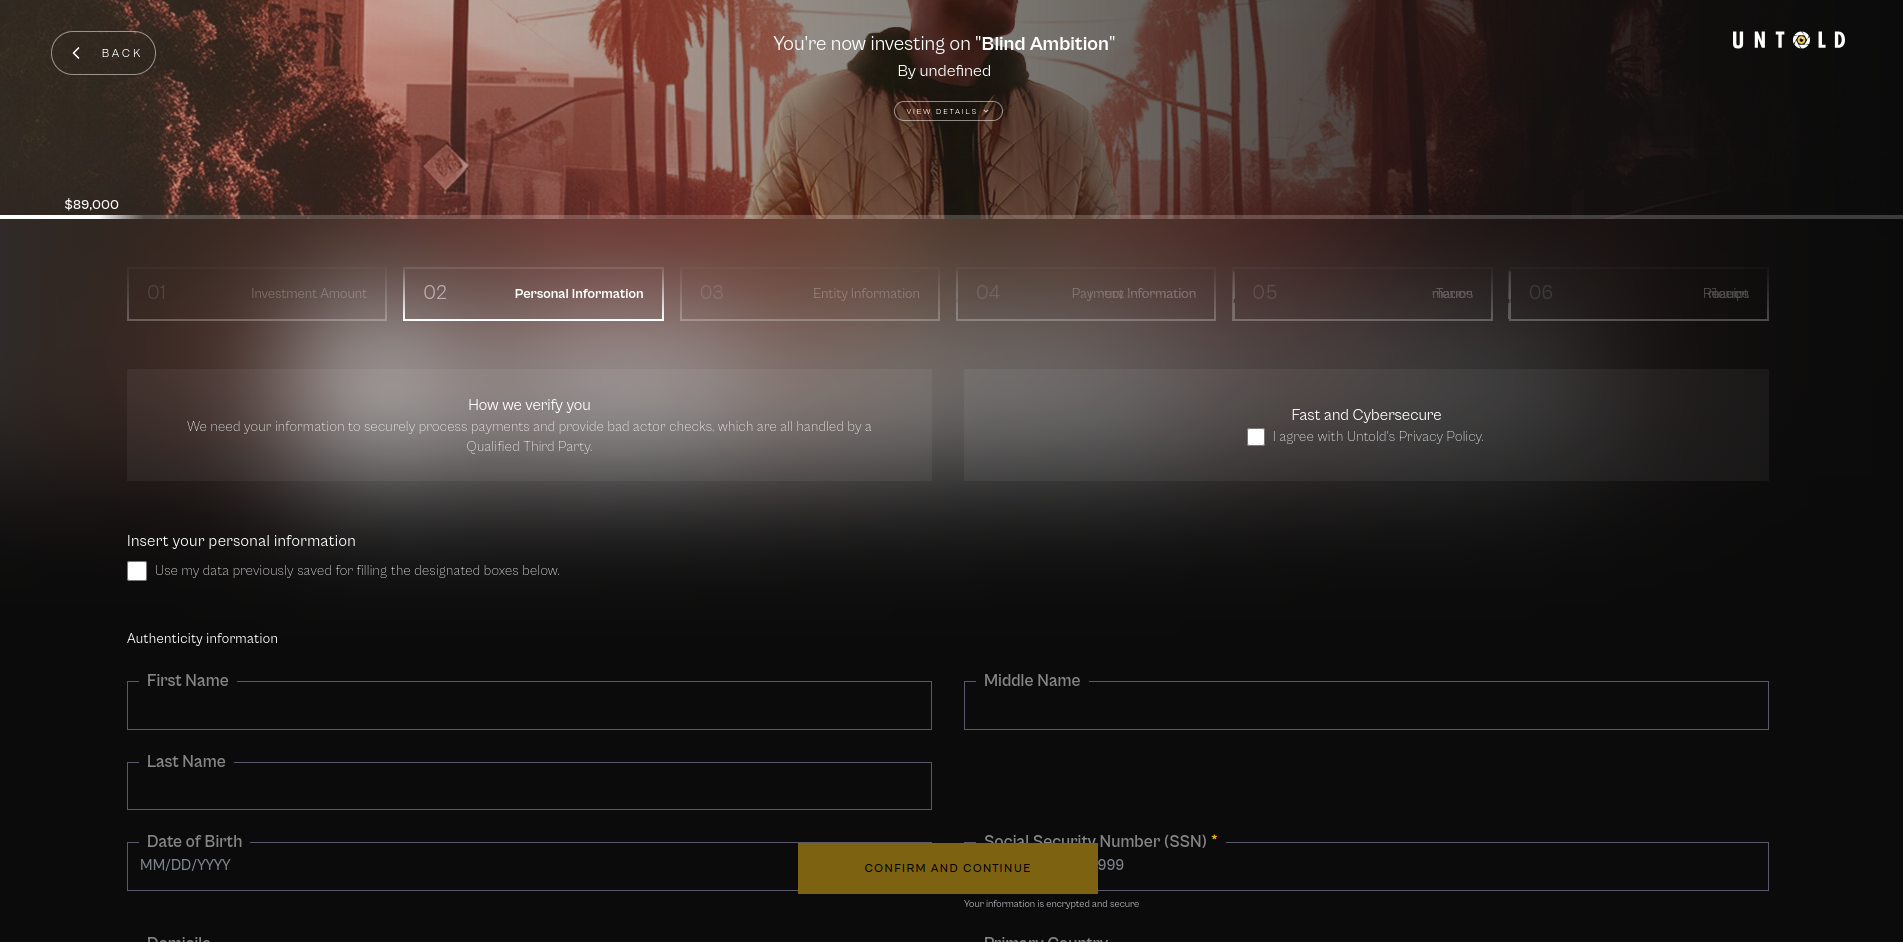 BACK
You're now investing on "Blind Ambition"
By undefined
VIEW DETAILS
UNTOLD
$89,000
01 Investment Amount
02 Personal Information
03 Entity Information
04 Payment Information
05 Terms
06 Receipt
How we verify you
We need your information to securely process payments and provide bad actor checks, which are all handled by a
Qualified Third Party.
Fast and Cybersecure
I agree with Untold's Privacy Policy.
Insert your personal information
Use my data previously saved for filling the designated boxes below.
Authenticity information
First Name
Middle Name
Last Name
Date of Birth
MM/DD/YYYY
Social Security Number (SSN) *
999
CONFIRM AND CONTINUE
Your information is encrypted and secure
Domicile
Primary Country